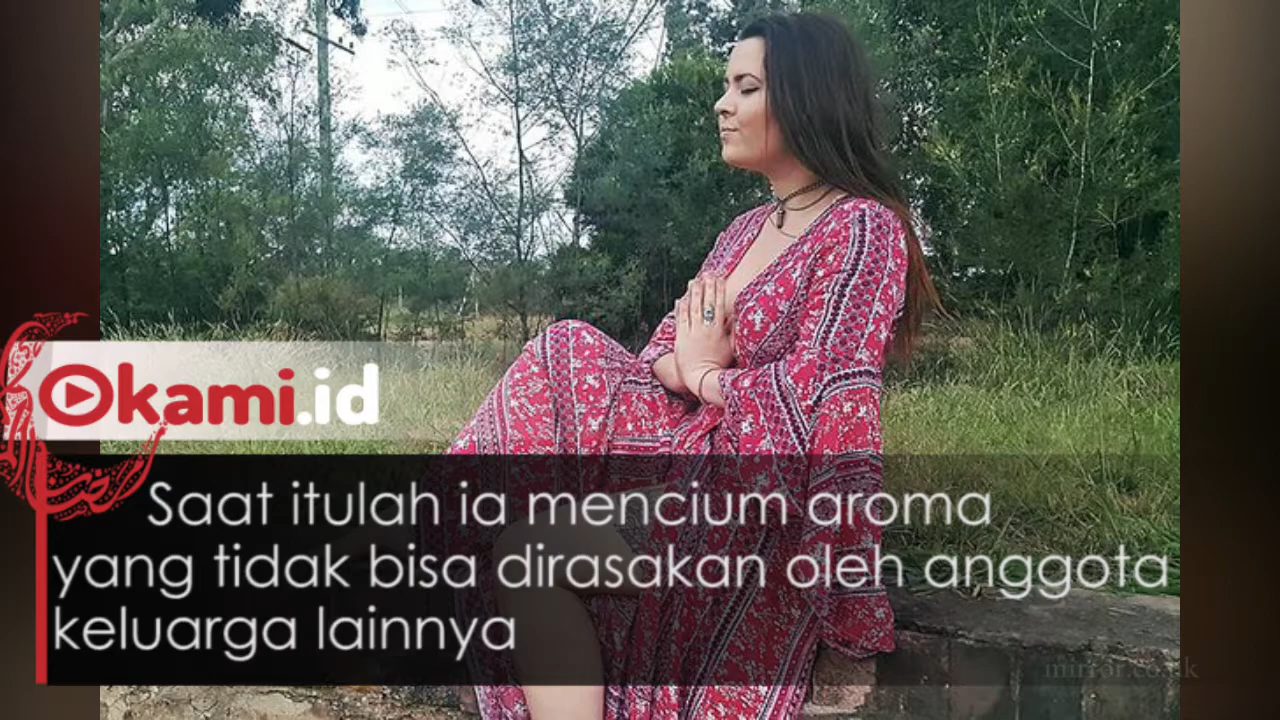 Okami.id
Saat itulah ia mencium aroma
yang tidak bisa dirasakan oleh anggota
keluarga lainnya
mirror.co.uk